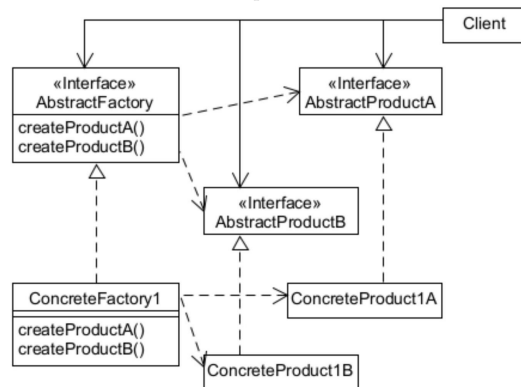 Client
«Interface»
AbstractFactory
createProductA()
createProductB()
«Interface»
AbstractProductA
«Interface»
AbstractProductB
ConcreteFactory1
createProductA()
createProductB()
ConcreteProduct1A
ConcreteProduct1B